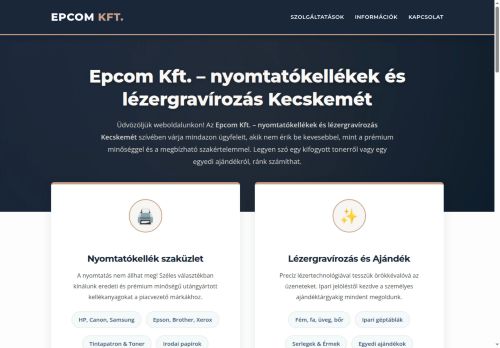 EPCOM KFT.
SZOLGÁLTATÁSOK INFORMÁCIÓK KAPCSOLAT
Epcom Kft. – nyomtatókellékek és
lézergravírozás Kecskemét
Üdvözöljük weboldalunkon! Az Epcom Kft. – nyomtatókellékek és lézergravírozás
Kecskemét szívében várja mindazon ügyfeleit, akik nem érik be kevesebbel, mint a prémium
minőséggel és a megbízható szakértelemmel. Legyen szó egy kifogyott tonerről vagy egy
egyedi ajándékról, ránk számíthat.
Nyomtatókellék szaküzlet
A nyomtatás nem állhat meg! Széles választékban
kínálunk eredeti és prémium minőségű utángyártott
kellékanyagokat a piacvezető márkákhoz.
HP, Canon, Samsung
Epson, Brother, Xerox
Tintapatron & Toner
Irodai papírok
Lézergravírozás és Ajándék
Precíz lézertechnológiával tesszük örökkévalóvá az
üzeneteket. Ipari jelöléstől kezdve a személyes
ajándéktárgyakig mindent megoldunk.
Fém, fa, üveg, bőr
Ipari géptáblák
Serlegek & Érmek
Egyedi ajándékok